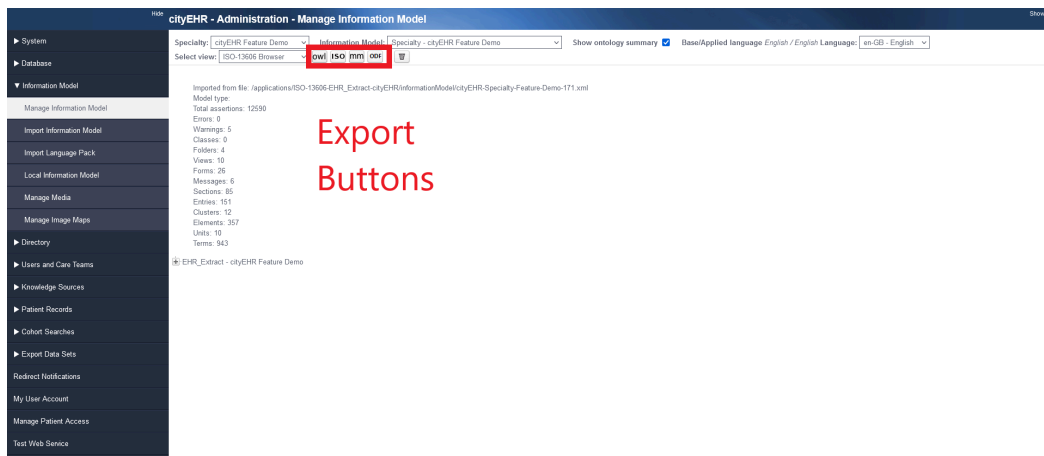 Hide
cityEHR - Administration - Manage Information Model
Show
▶ System
▶ Database
▼ Information Model
Manage Information Model
Import Information Model
Import Language Pack
Local Information Model
Manage Media
Manage Image Maps
▶ Directory
▶ Users and Care Teams
▶ Knowledge Sources
▶ Patient Records
▶ Cohort Searches
▶ Export Data Sets
Redirect Notifications
My User Account
Manage Patient Access
Test Web Service
Specialty: cityEHR Feature Demo Information Model: Specialty - cityEHR Feature Demo Show ontology summary Base/Applied language English / English Language: en-GB - English
Select view: ISO-13606 Browser owl ISO mm ODF
Imported from file: /applications/ISO-13606-EHR_Extract-cityEHR/informationModel/cityEHR-Specialty-Feature-Demo-171.xml
Model type:
Total assertions: 12590
Errors: 0
Warnings: 5
Classes: 0
Folders: 4
Views: 10
Forms: 26
Messages: 6
Sections: 85
Entries: 151
Clusters: 12
Elements: 357
Units: 10
Terms: 943
EHR_Extract - cityEHR Feature Demo
Export
Buttons